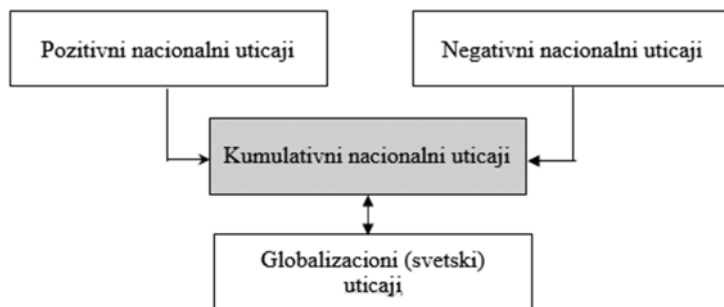 Pozitivni nacionalni uticaji
Negativni nacionalni uticaji
Kumulativni nacionalni uticaji
Globalizacioni (svetski)
uticaji